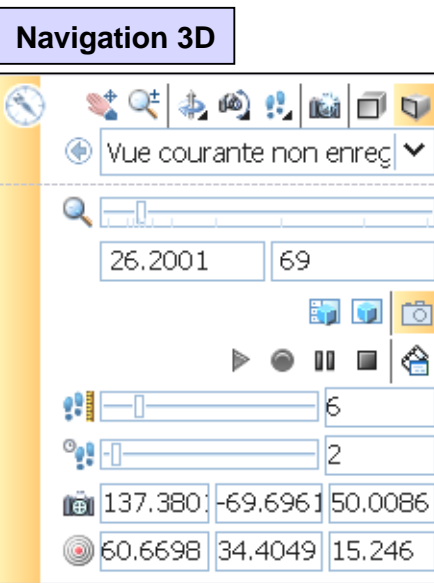 Navigation 3D
Vue courante non enreg
26.2001 69
6
2
137.380 -69.6961 50.0086
60.6698 34.4049 15.246